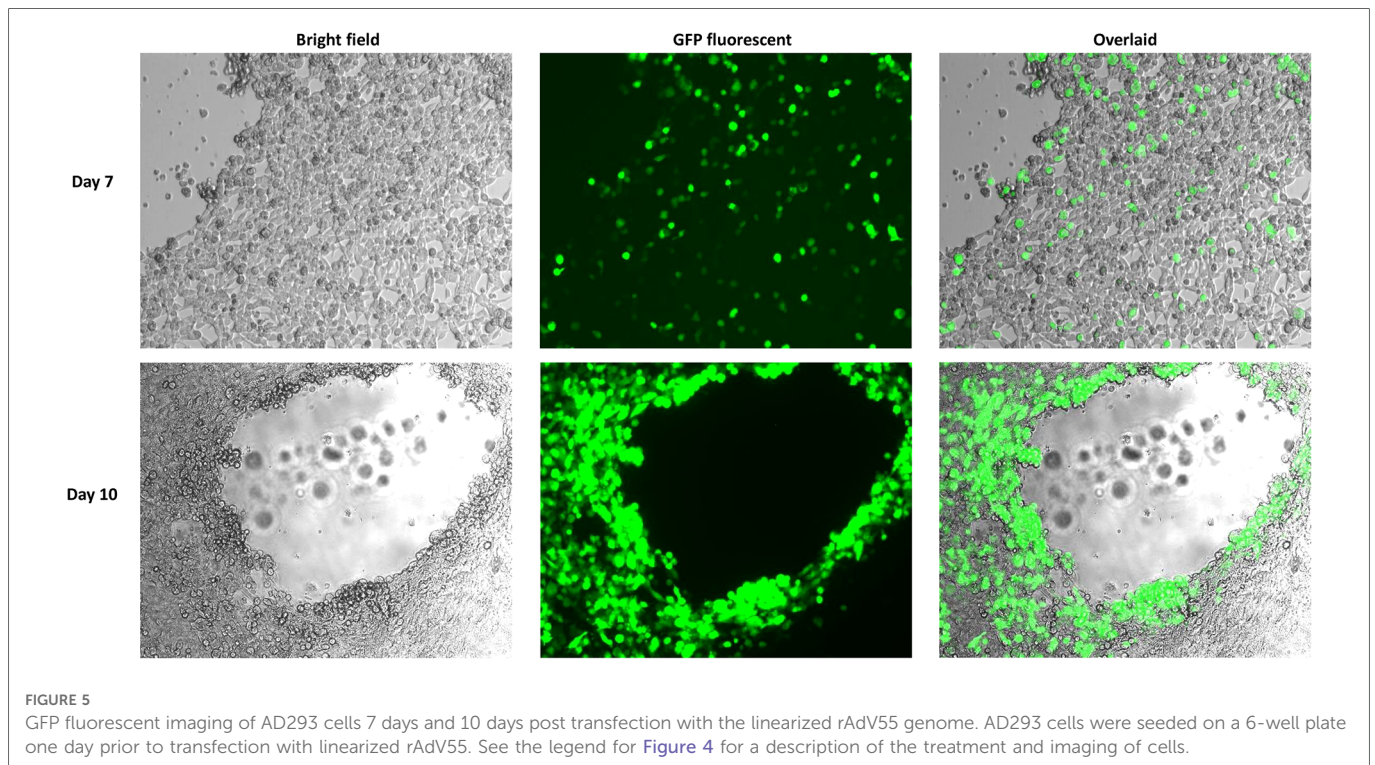 Bright field
GFP fluorescent
Overlaid
Day 7
Day 10
FIGURE 5
GFP fluorescent imaging of AD293 cells 7 days and 10 days post transfection with the linearized rAdV55 genome. AD293 cells were seeded on a 6-well plate
one day prior to transfection with linearized rAdV55. See the legend for Figure 4 for a description of the treatment and imaging of cells.